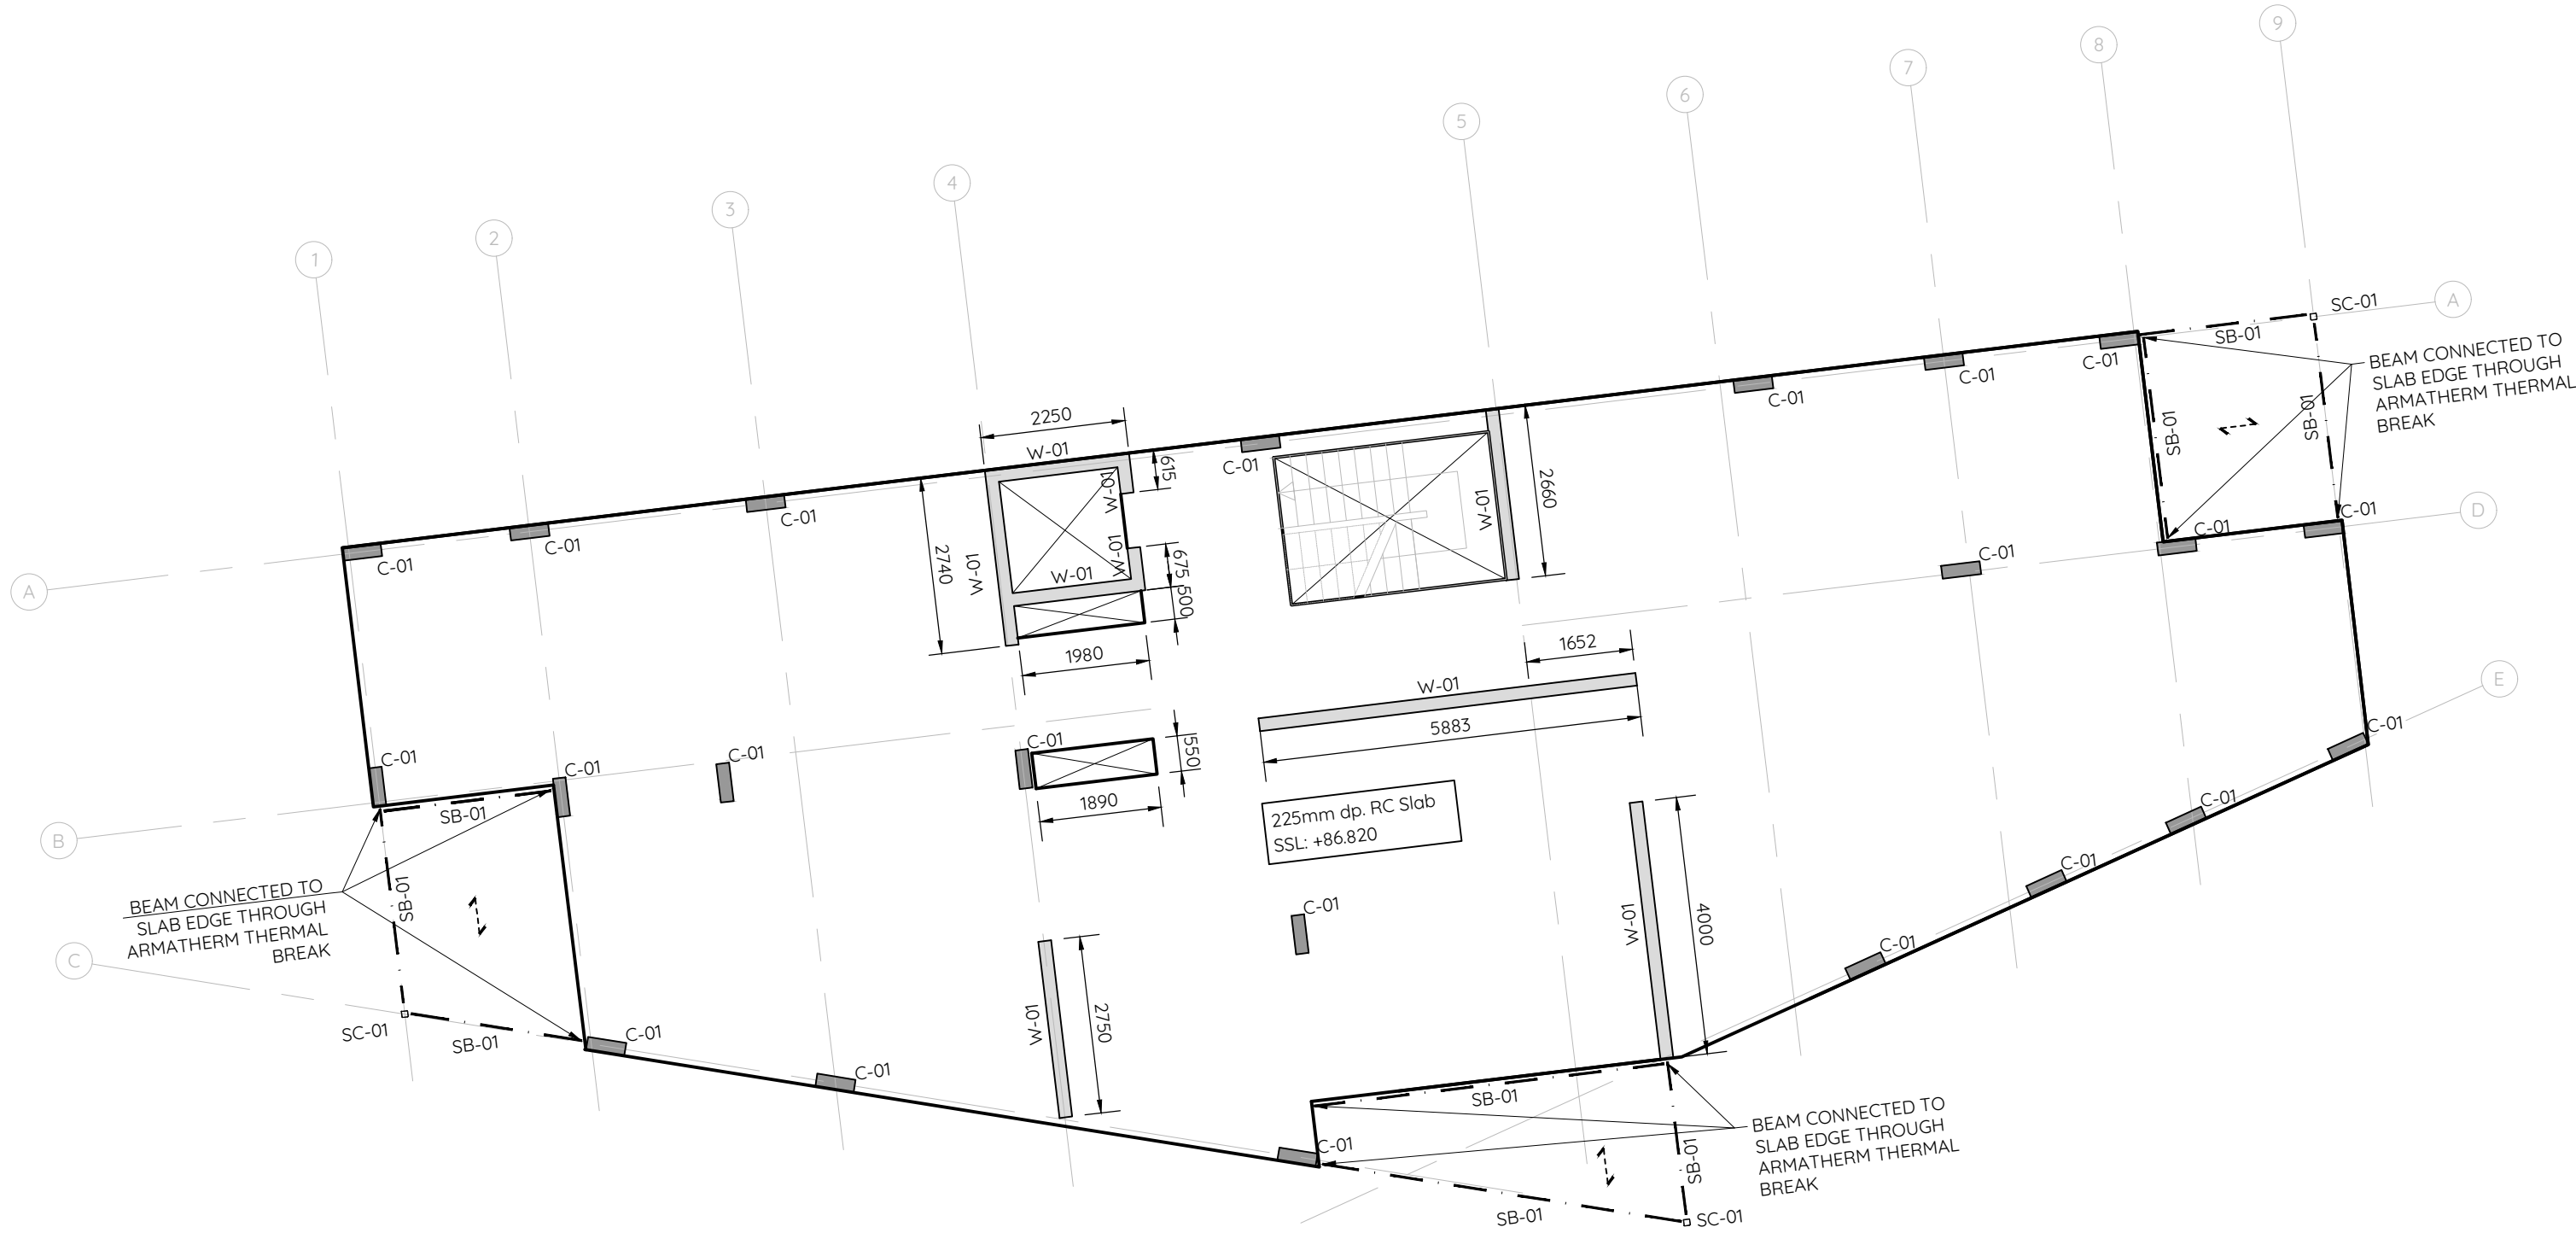 9
8
7
6
5
4
3
2
1
SC-01
A
SB-01
BEAM CONNECTED TO
SLAB EDGE THROUGH
ARMATHERM THERMAL
BREAK
C-01
C-01
C-01
SB-01
SB-01
2250
W-01
C-01
615
W-01
2660
W-01
C-01
C-01
C-01
C-01
C-01
D
2740
W-01
W-01
W-01
675
500
C-01
A
1980
1652
W-01
5883
E
C-01
C-01
C-01
C-01
C-01
550
1890
225mm dp. RC Slab
SSL: +86.820
B
SB-01
C-01
BEAM CONNECTED TO
SLAB EDGE THROUGH
ARMATHERM THERMAL
BREAK
SB-01
C-01
C-01
W-01
4000
C-01
C
SC-01
SB-01
C-01
W-01
2750
C-01
SB-01
BEAM CONNECTED TO
SLAB EDGE THROUGH
ARMATHERM THERMAL
BREAK
C-01
SB-01
SB-01
SC-01